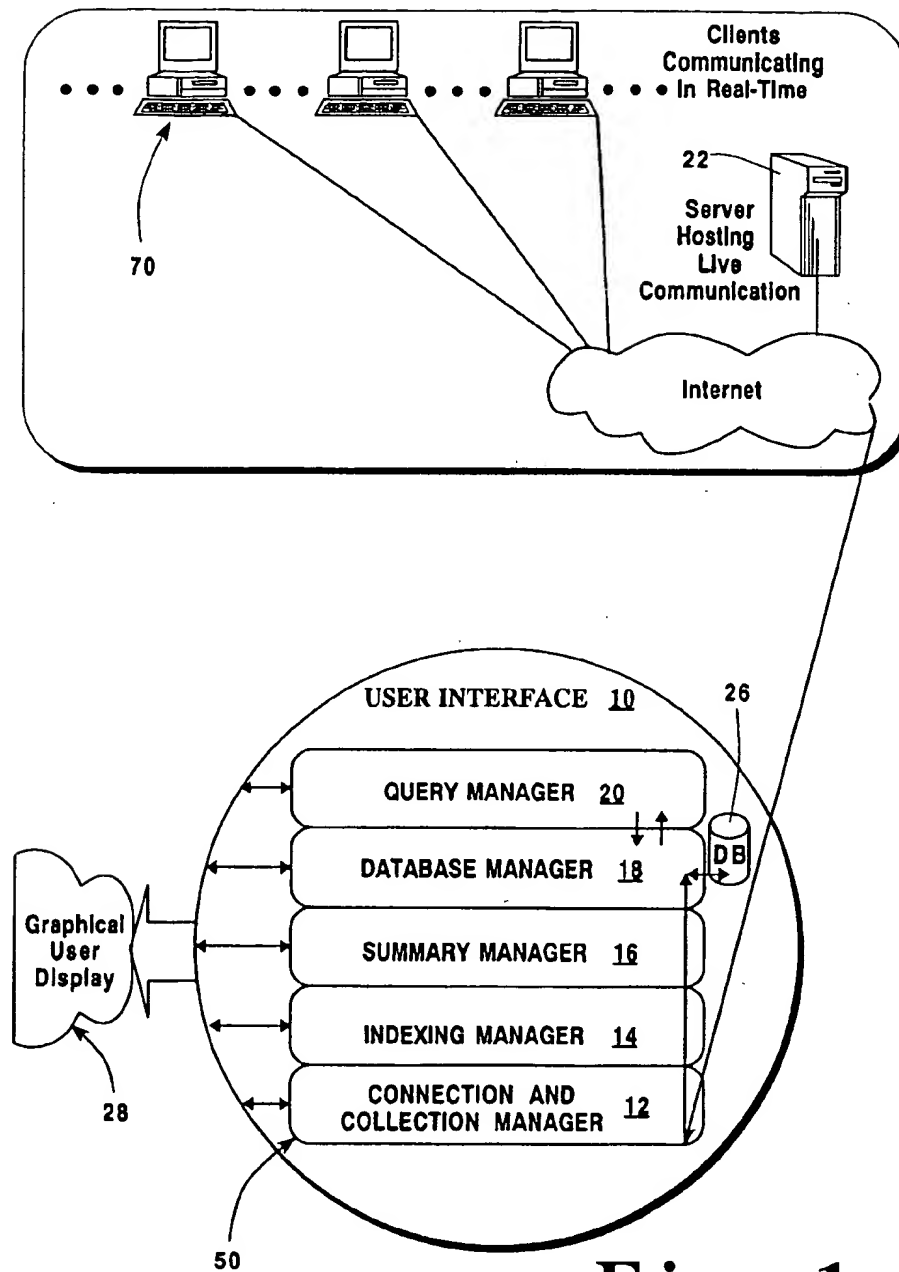 Clients
Communicating
in Real-Time
22
Server
Hosting
Live
Communication
70
Internet
USER INTERFACE 10
26
QUERY MANAGER 20
DB
DATABASE MANAGER 18
Graphical
User
Display
SUMMARY MANAGER 16
INDEXING MANAGER 14
28
CONNECTION AND
COLLECTION MANAGER 12
50